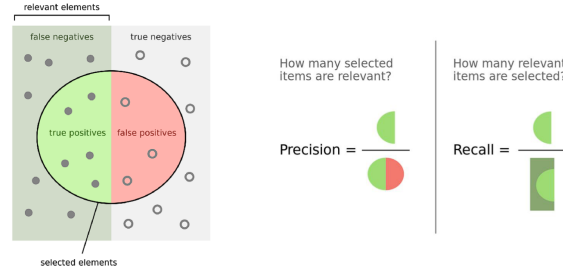 relevant elements
false negatives
true negatives
true positives
false positives
selected elements
How many selected
items are relevant?
Precision =
How many relevant
items are selected?
Recall =